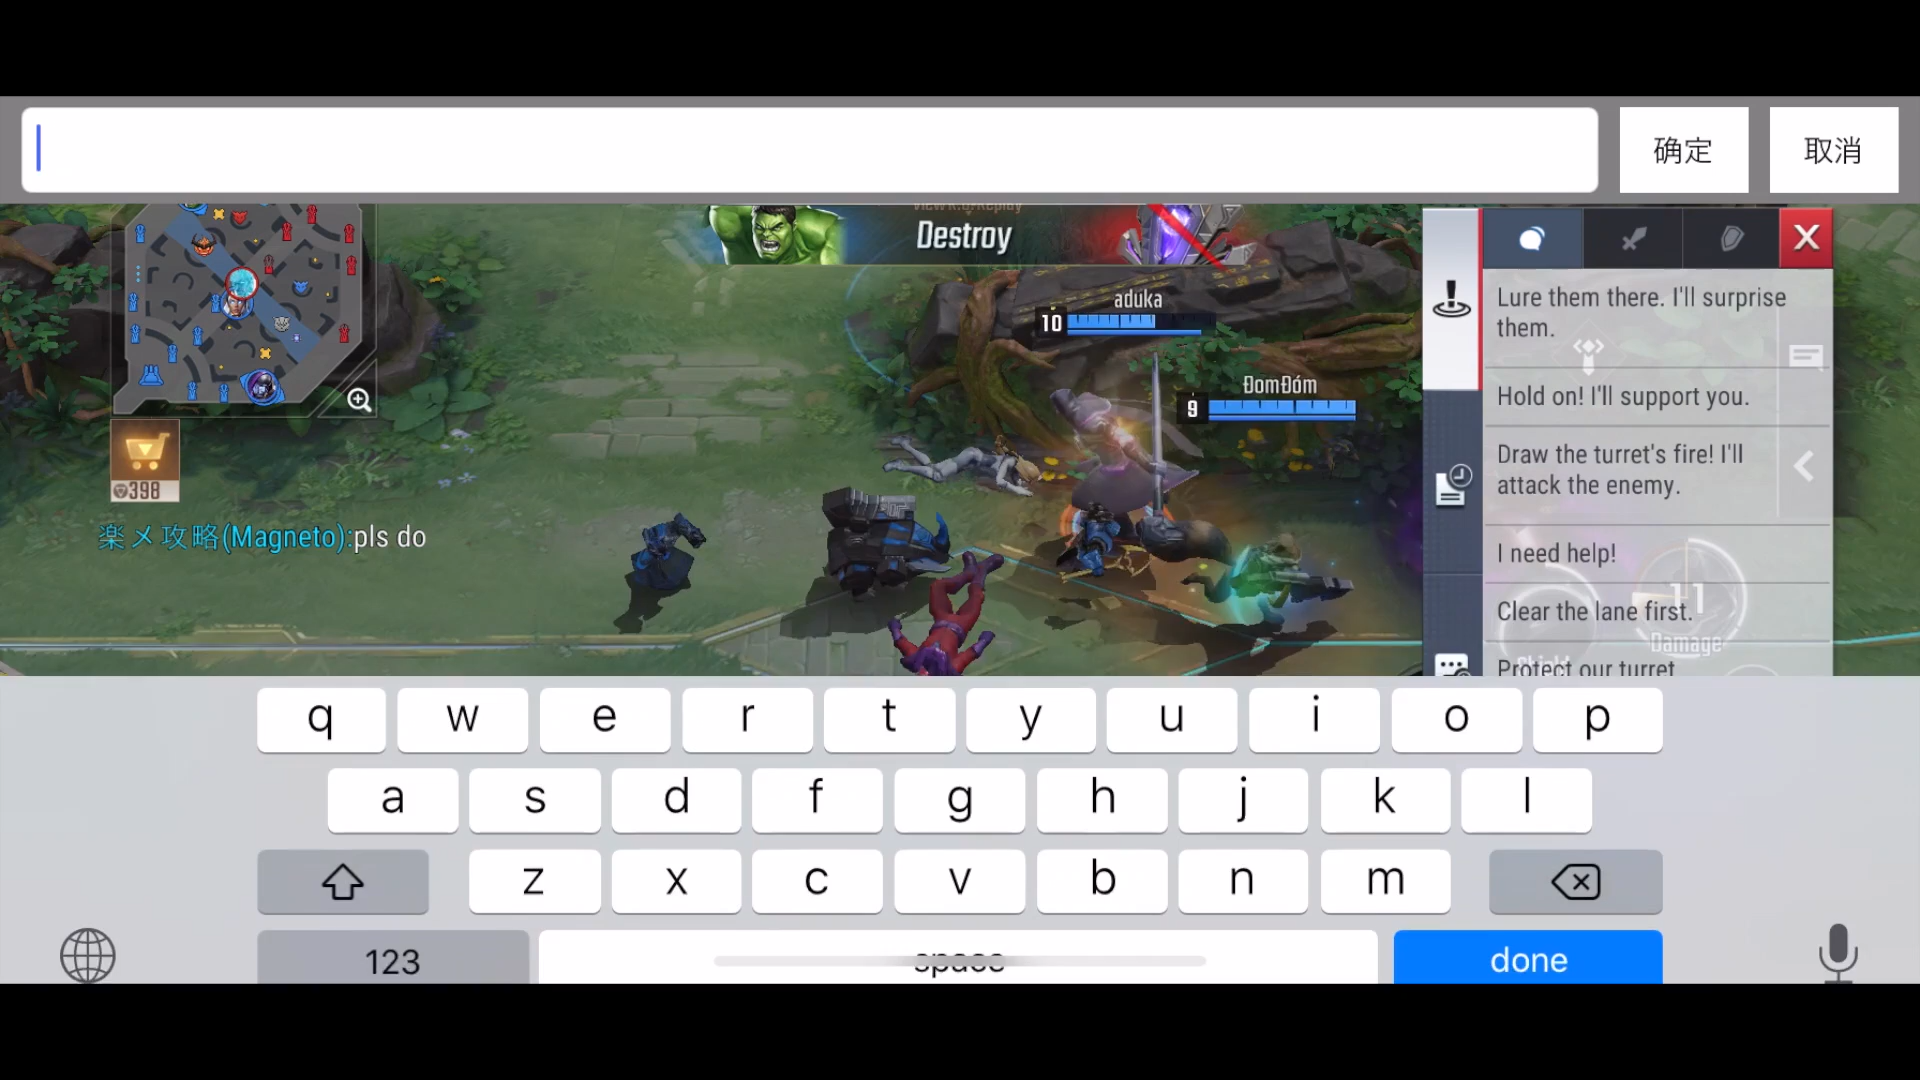 确定
取消
Destroy
aduka
10
ĐomĐóm
9
398
楽メ攻略(Magneto):pls do
Lure them there. I'll surprise
them.
Hold on! I'll support you.
Draw the turret's fire! I'll
attack the enemy.
I need help!
Clear the lane first.
11
Damage
Shield
Protect our turret
q w e r t y u i o p
a s d f g h j k l
z x c v b n m
123
space
done